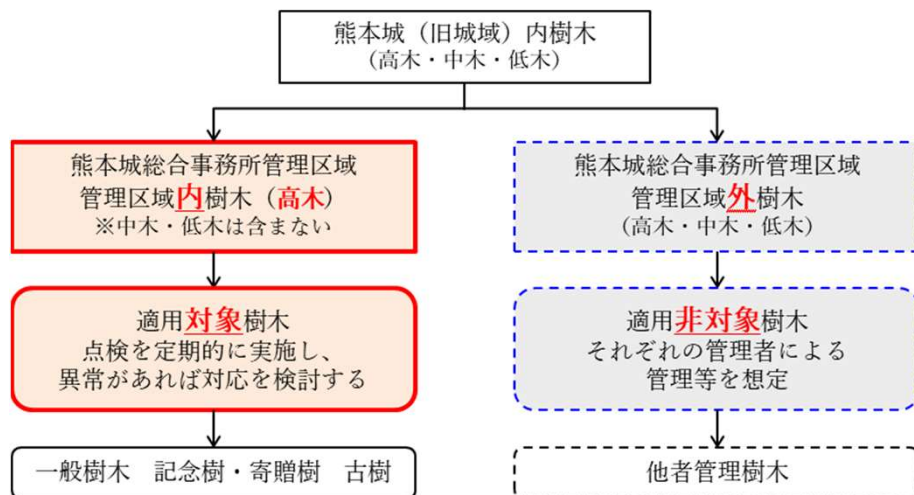 熊本城（旧城域）内樹木
（高木・中木・低木）
熊本城総合事務所管理区域
管理区域内樹木（高木）
※中木・低木は含まない
熊本城総合事務所管理区域
管理区域外樹木
（高木・中木・低木）
適用対象樹木
点検を定期的に実施し、
異常があれば対応を検討する
適用非対象樹木
それぞれの管理者による
管理等を想定
一般樹木　記念樹・寄贈樹　古樹
他者管理樹木